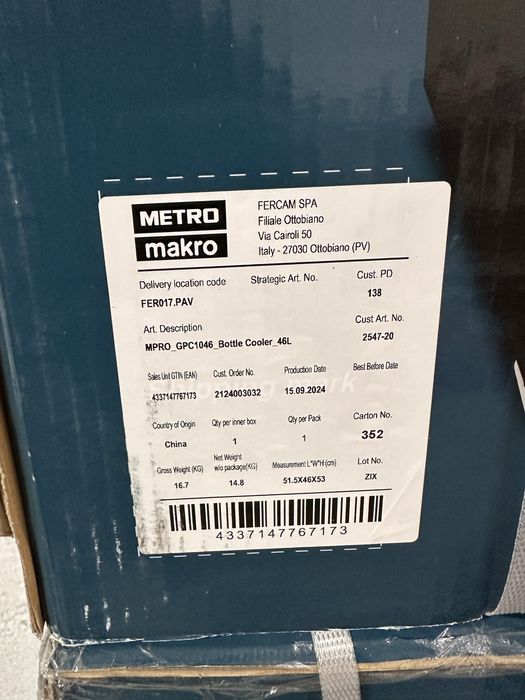 METRO
makro
FERCAM SPA
Filiale Ottobiano
Via Cairoli 50
Italy - 27030 Ottobiano (PV)
Delivery location code Strategic Art. No. Cust. PD
FER017.PAV 138
Art. Description Cust Art. No.
MPRO_GPC1046_Bottle Cooler_46L 2547-20
Sales Unt GTIN (EAN) Cust. Order No. Production Date Best Before Date
4337147767173 2124003032 15.09.2024
Country of Origin Qty per inner box Qty per Pack Carton No.
China 1 1 352
Gross Weight (KG) Net Weight w/o package(KG) Measurement L*W*H (cm) Lot No.
16.7 14.8 51.5X46X53 ZIX
4337147767173